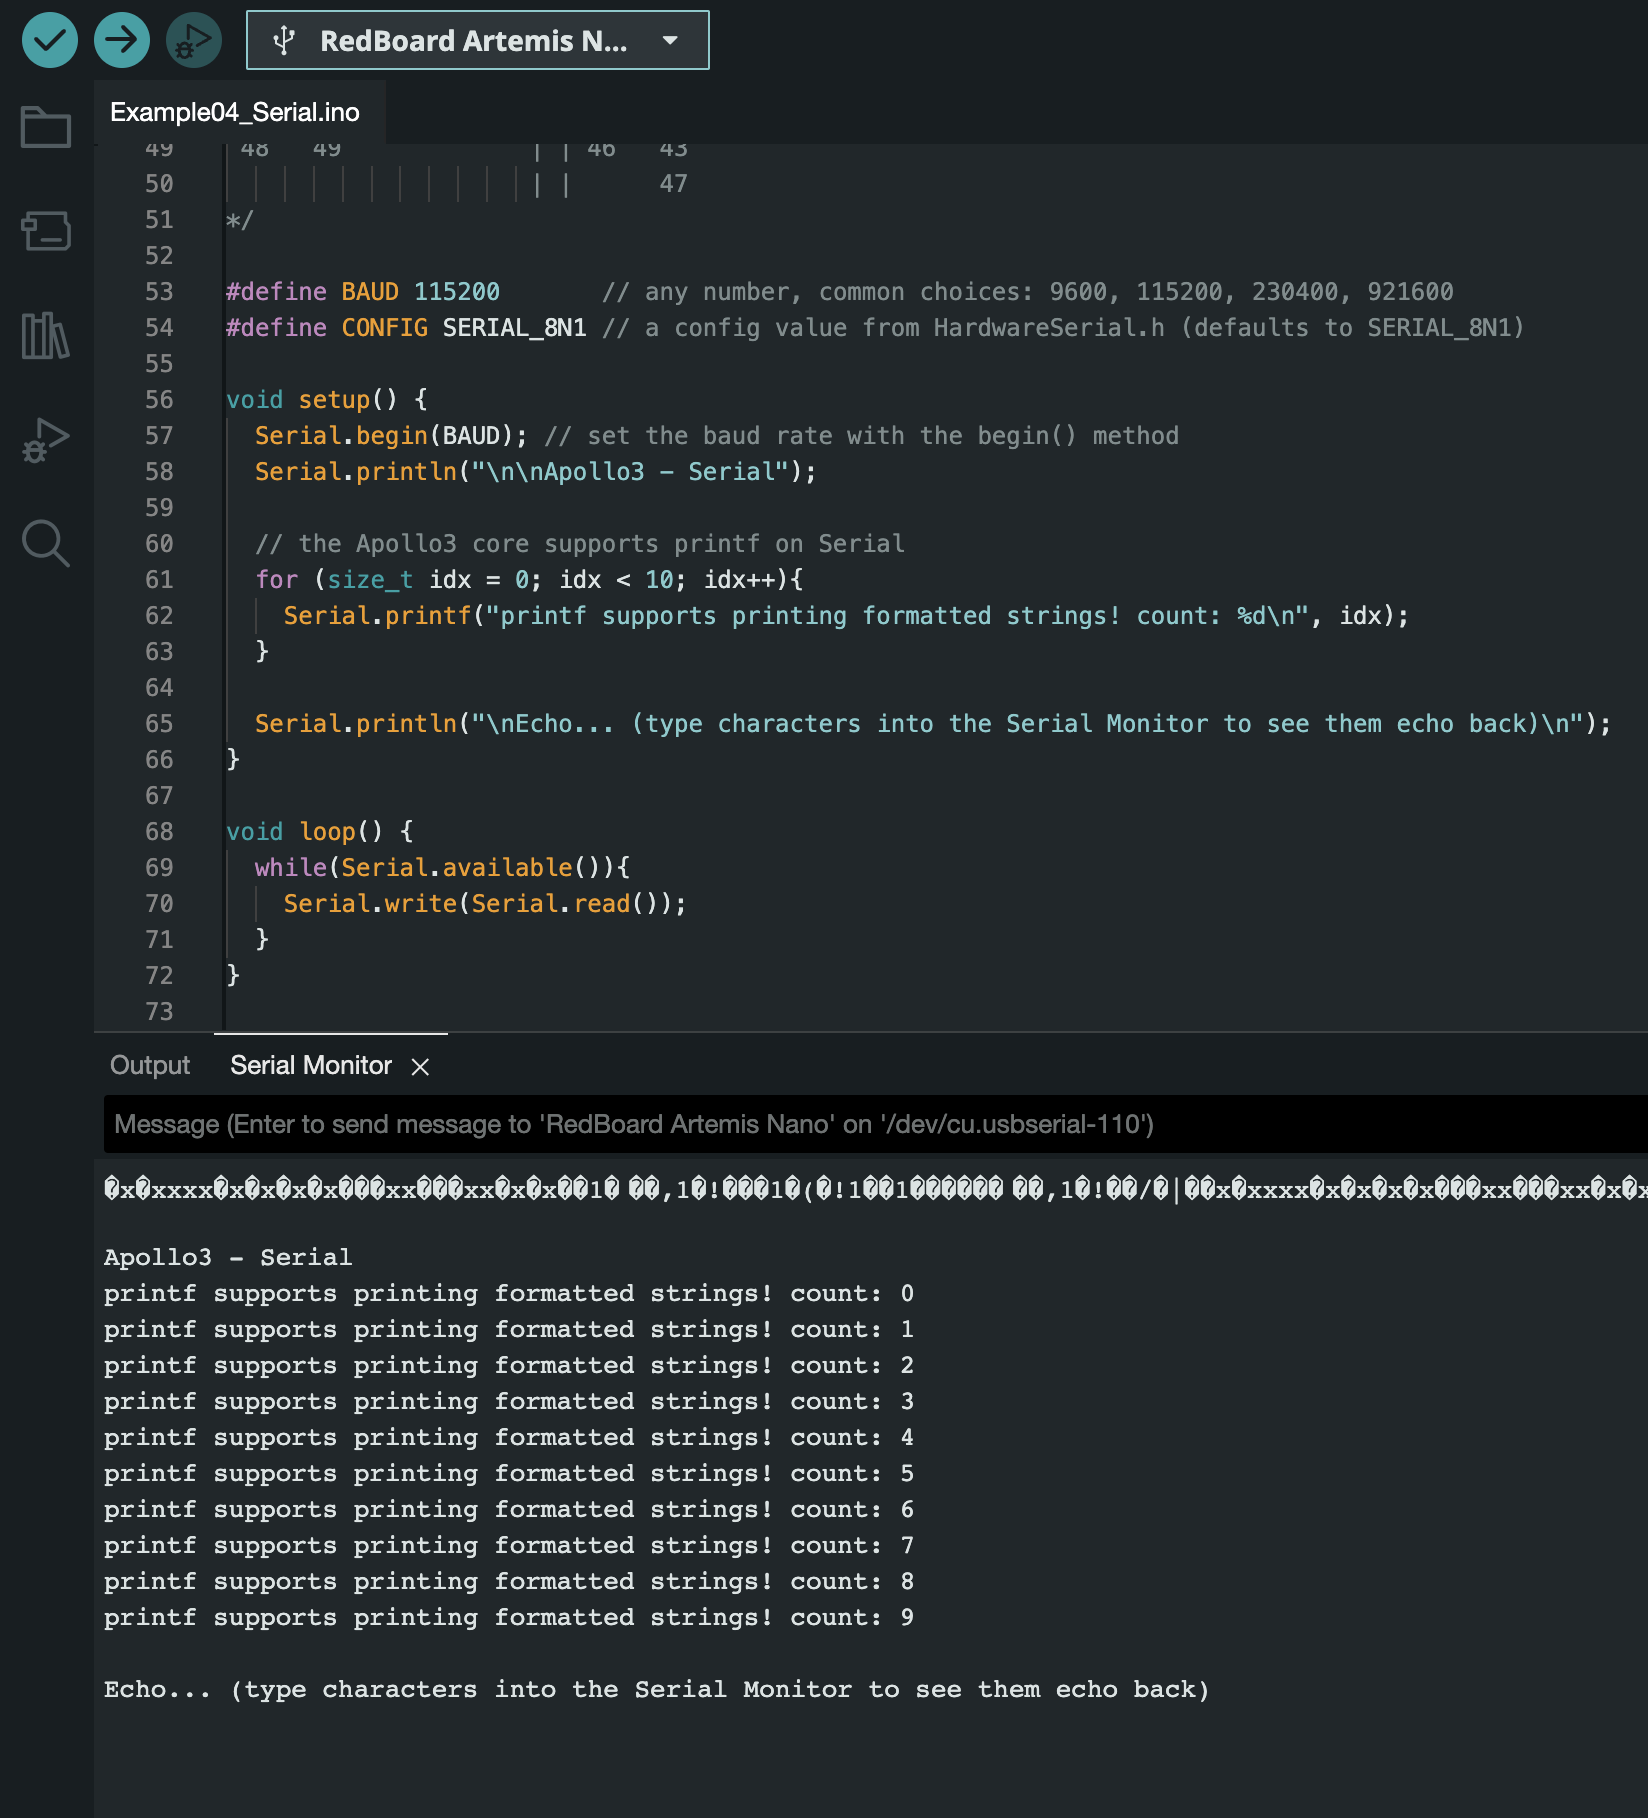 RedBoard Artemis N...
Example04_Serial.ino
49 | 48 49 | | 46 43
50 | | 47
51 */
52
53 #define BAUD 115200 // any number, common choices: 9600, 115200, 230400, 921600
54 #define CONFIG SERIAL_8N1 // a config value from HardwareSerial.h (defaults to SERIAL_8N1)
55
56 void setup() {
57 Serial.begin(BAUD); // set the baud rate with the begin() method
58 Serial.println("\n\nApollo3 - Serial");
59
60 // the Apollo3 core supports printf on Serial
61 for (size_t idx = 0; idx < 10; idx++){
62 Serial.printf("printf supports printing formatted strings! count: %d\n", idx);
63 }
64
65 Serial.println("\nEcho... (type characters into the Serial Monitor to see them echo back)\n");
66 }
67
68 void loop() {
69 while(Serial.available()){
70 Serial.write(Serial.read());
71 }
72 }
73
Output Serial Monitor
Message (Enter to send message to 'RedBoard Artemis Nano' on '/dev/cu.usbserial-110')
�x�xxxx�x�x�x�x���xx���xx�x�x��1� ��,1�!���1�(�!1��1������ ��,1�!��/�|��x�xxxx�x�x�x�x���xx���xx�x�x
Apollo3 - Serial
printf supports printing formatted strings! count: 0
printf supports printing formatted strings! count: 1
printf supports printing formatted strings! count: 2
printf supports printing formatted strings! count: 3
printf supports printing formatted strings! count: 4
printf supports printing formatted strings! count: 5
printf supports printing formatted strings! count: 6
printf supports printing formatted strings! count: 7
printf supports printing formatted strings! count: 8
printf supports printing formatted strings! count: 9
Echo... (type characters into the Serial Monitor to see them echo back)